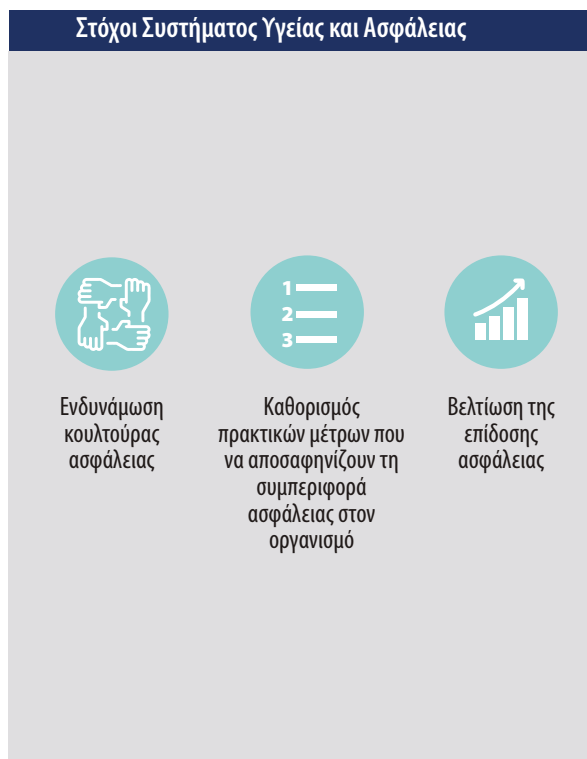 Στόχοι Συστήματος Υγείας και Ασφάλειας
1
2
3
Ενδυνάμωση
κουλτούρας
ασφάλειας
Καθορισμός
πρακτικών μέτρων που
να αποσαφηνίζουν τη
συμπεριφορά
ασφάλειας στον
οργανισμό
Βελτίωση της
επίδοσης
ασφάλειας